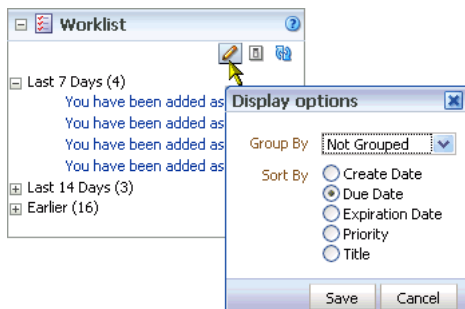 Worklist
?
Last 7 Days (4)
You have been added as
You have been added as
You have been added as
You have been added as
Last 14 Days (3)
Earlier (16)
Display options
Group By Not Grouped
Sort By Create Date
Due Date
Expiration Date
Priority
Title
Save Cancel